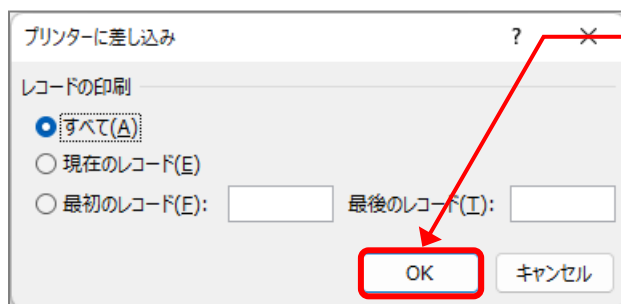 プリンターに差し込み ?
レコードの印刷
すべて(A)
現在のレコード(E)
最初のレコード(F): 最後のレコード(T):
OK キャンセル